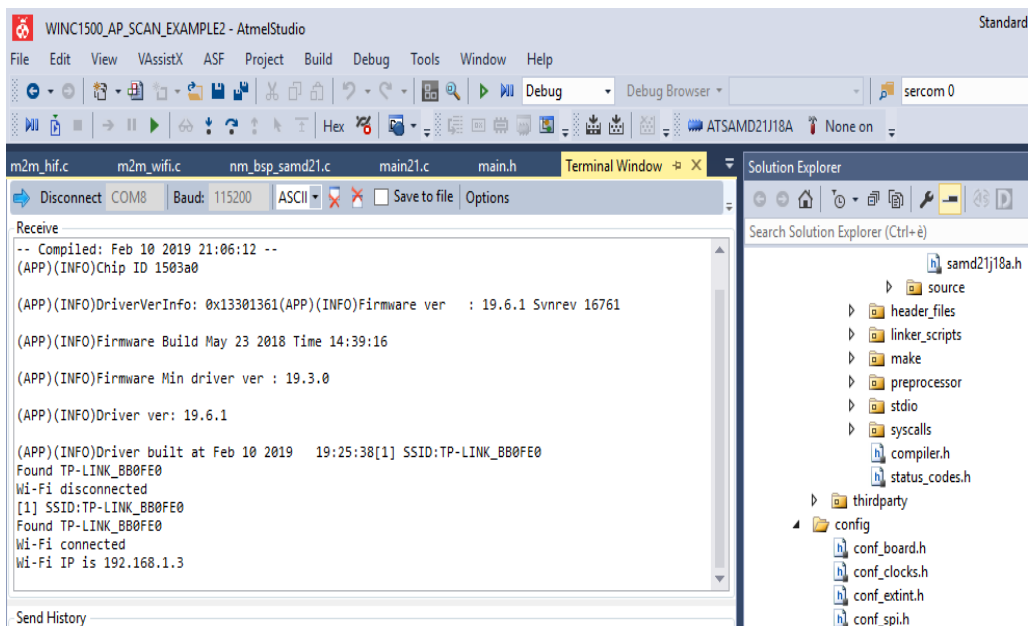 WINC1500_AP_SCAN_EXAMPLE2 - AtmelStudio
Standard
File Edit View VAssistX ASF Project Build Debug Tools Window Help
Debug Debug Browser sercom 0
Hex ATSAMD21J18A None on
m2m_hif.c m2m_wifi.c nm_bsp_samd21.c main21.c main.h Terminal Window
Disconnect COM8 Baud: 115200 ASCII Save to file Options
Receive
-- Compiled: Feb 10 2019 21:06:12 --
(APP)(INFO)Chip ID 1503a0
(APP)(INFO)DriverVerInfo: 0x13301361(APP)(INFO)Firmware ver   : 19.6.1 Svnrev 16761
(APP)(INFO)Firmware Build May 23 2018 Time 14:39:16
(APP)(INFO)Firmware Min driver ver : 19.3.0
(APP)(INFO)Driver ver: 19.6.1
(APP)(INFO)Driver built at Feb 10 2019   19:25:38[1] SSID:TP-LINK_BB0FE0
Found TP-LINK_BB0FE0
Wi-Fi disconnected
[1] SSID:TP-LINK_BB0FE0
Found TP-LINK_BB0FE0
Wi-Fi connected
Wi-Fi IP is 192.168.1.3
Send History
Solution Explorer
Search Solution Explorer (Ctrl+è)
samd21j18a.h
source
header_files
linker_scripts
make
preprocessor
stdio
syscalls
compiler.h
status_codes.h
thirdparty
config
conf_board.h
conf_clocks.h
conf_extint.h
conf_spi.h